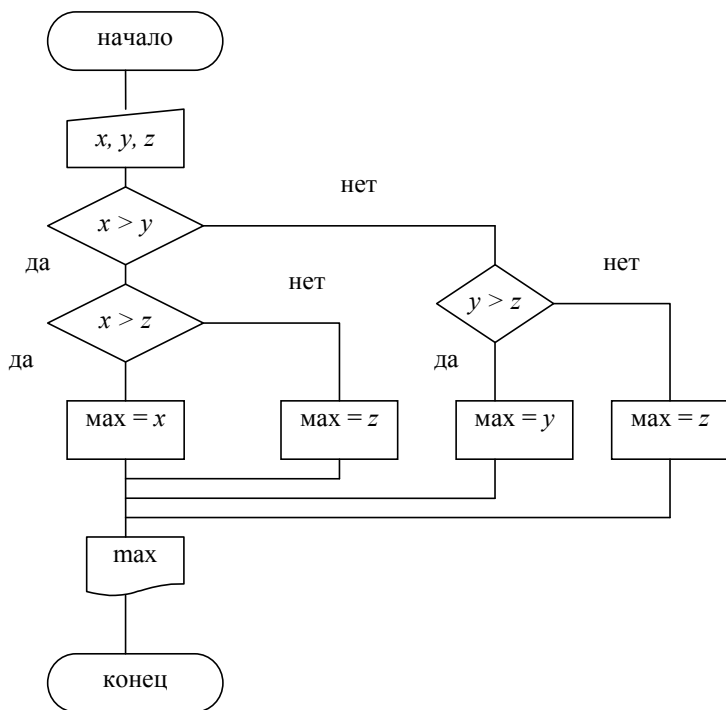 начало
x, y, z
нет
x > y
да
нет
нет
y > z
x > z
да
да
мах = x
мах = z
мах = y
мах = z
max
конец